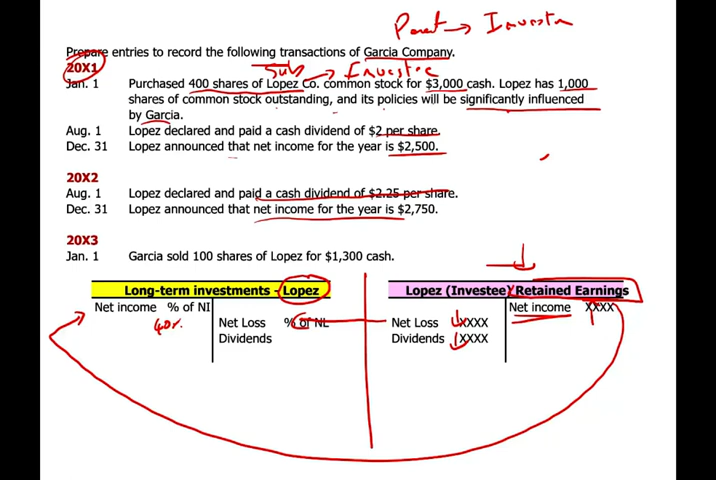 Parent → Investor
Prepare entries to record the following transactions of Garcia Company.
20X1
Sub → Investee
Jan. 1 Purchased 400 shares of Lopez Co. common stock for $3,000 cash. Lopez has 1,000
shares of common stock outstanding, and its policies will be significantly influenced
by Garcia.
Aug. 1 Lopez declared and paid a cash dividend of $2 per share.
Dec. 31 Lopez announced that net income for the year is $2,500.
20X2
Aug. 1 Lopez declared and paid a cash dividend of $2.25 per share.
Dec. 31 Lopez announced that net income for the year is $2,750.
20X3
Jan. 1 Garcia sold 100 shares of Lopez for $1,300 cash.
Long-term investments - Lopez
Net income % of NI
40%
Net Loss % of NL
Dividends
Lopez (Investee) Retained Earnings
Net income XXXX
Net Loss XXXX
Dividends XXXX